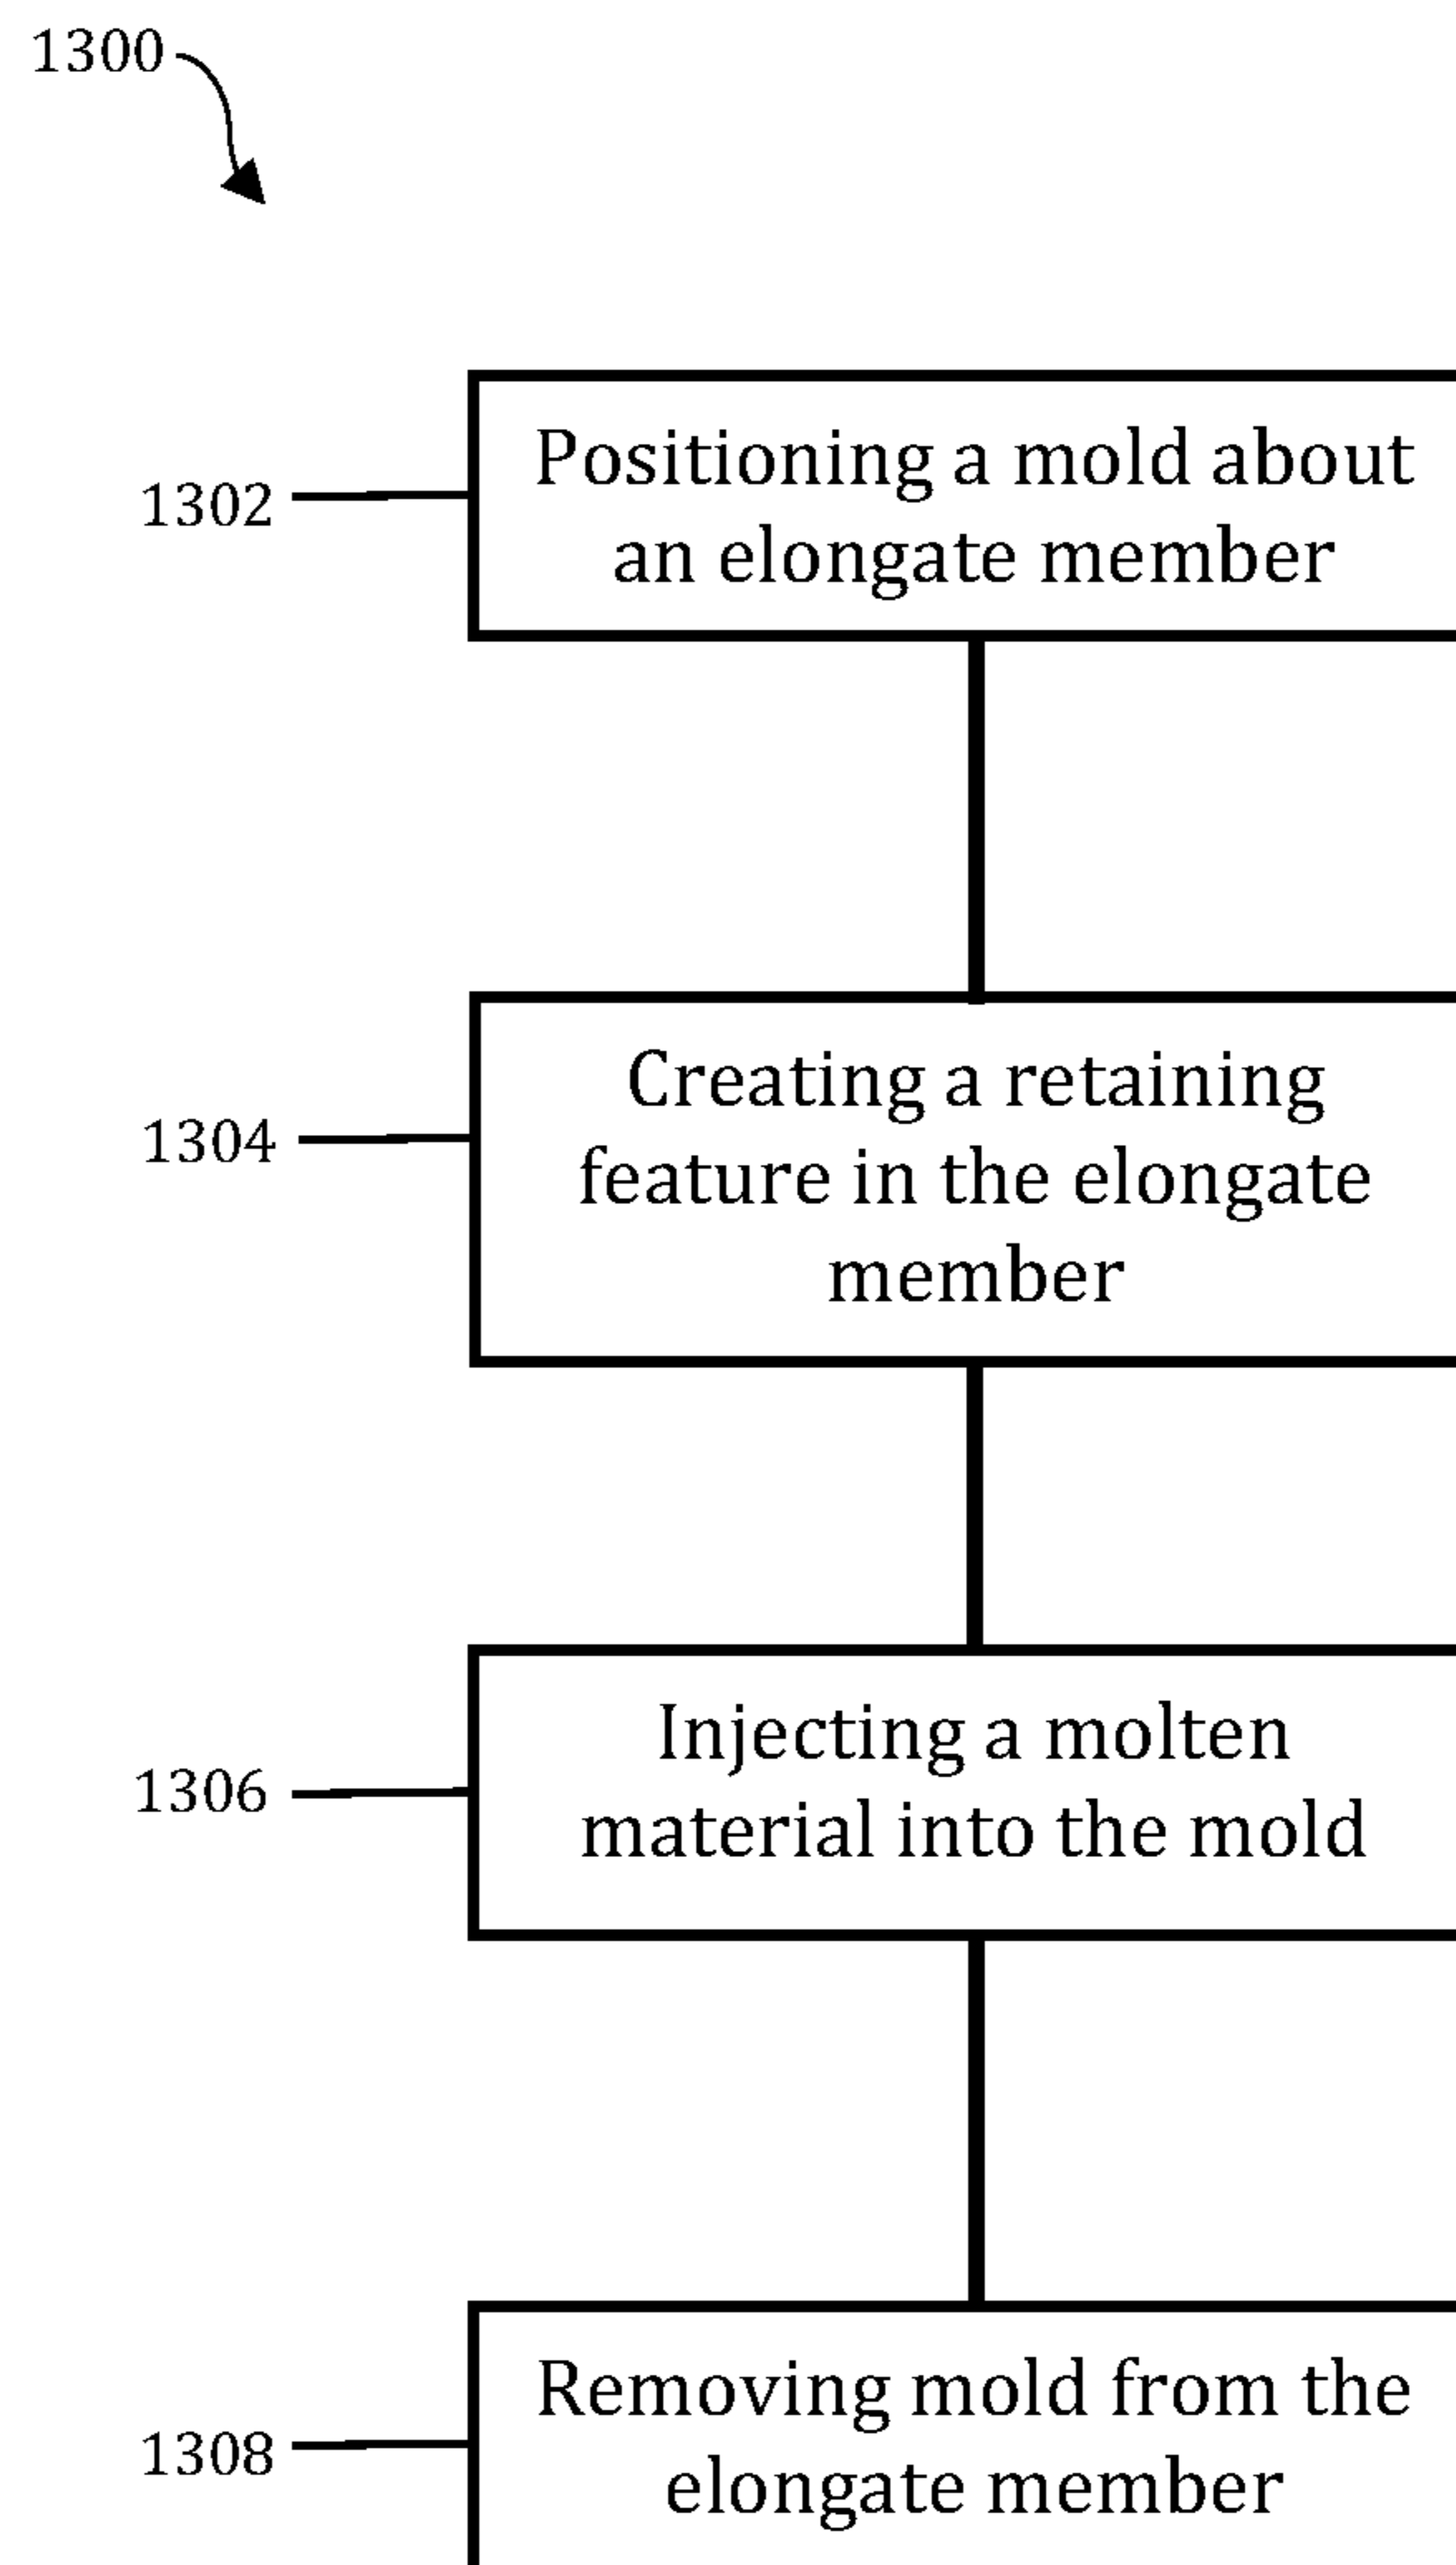 1300
1302
Positioning a mold about
an elongate member
1304
Creating a retaining
feature in the elongate
member
1306
Injecting a molten
material into the mold
1308
Removing mold from the
elongate member